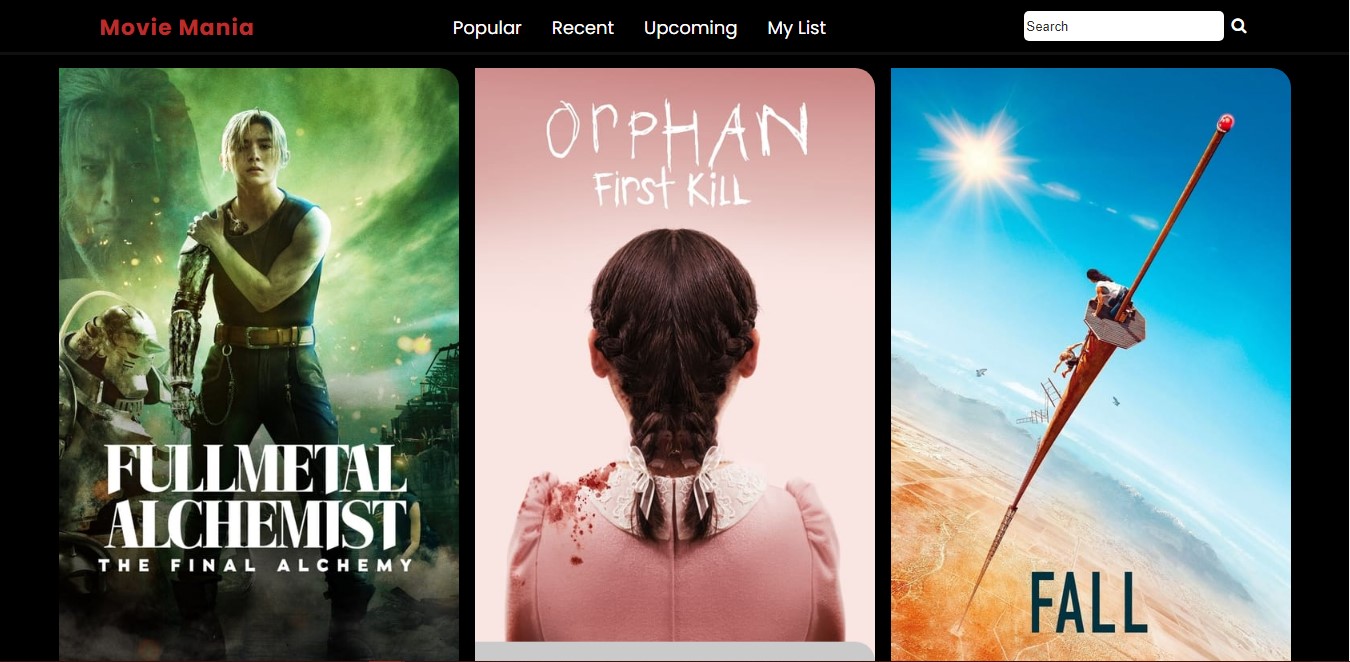 Movie Mania
Popular
Recent
Upcoming
My List
Search
FULLMETAL
ALCHEMIST
THE FINAL ALCHEMY
ORPHAN
First Kill
FALL